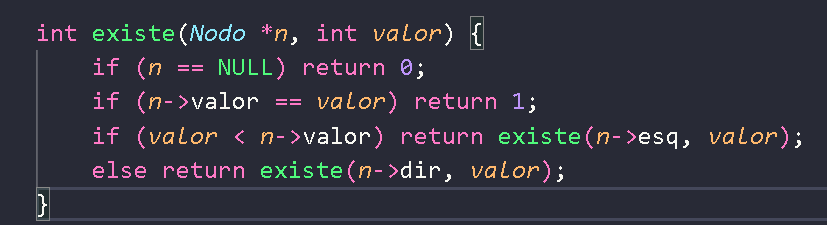 int existe(Nodo *n, int valor) {
    if (n == NULL) return 0;
    if (n->valor == valor) return 1;
    if (valor < n->valor) return existe(n->esq, valor);
    else return existe(n->dir, valor);
}